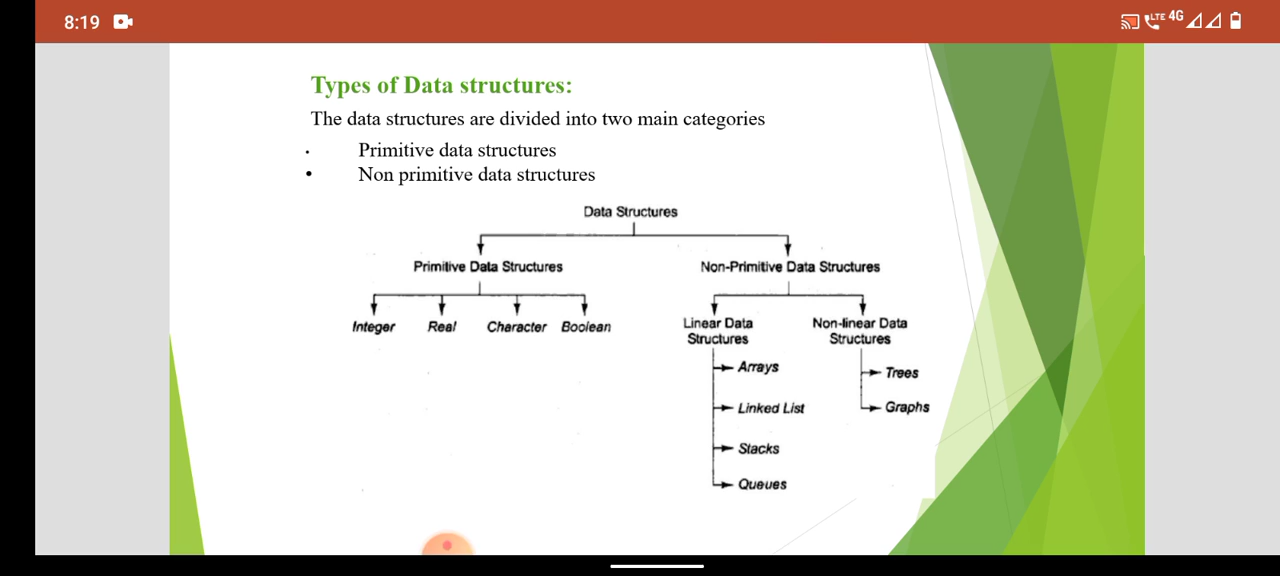 8:19
LTE 4G
Types of Data structures:
The data structures are divided into two main categories
· Primitive data structures
• Non primitive data structures
Data Structures
Primitive Data Structures Non-Primitive Data Structures
Integer Real Character Boolean
Linear Data Structures
Non-linear Data Structures
Arrays
Linked List
Stacks
Queues
Trees
Graphs